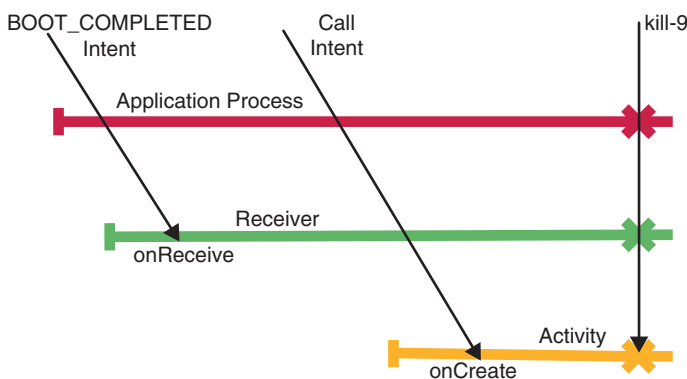 BOOT_COMPLETED
Intent
Call
Intent
kill-9
Application Process
Receiver
onReceive
Activity
onCreate